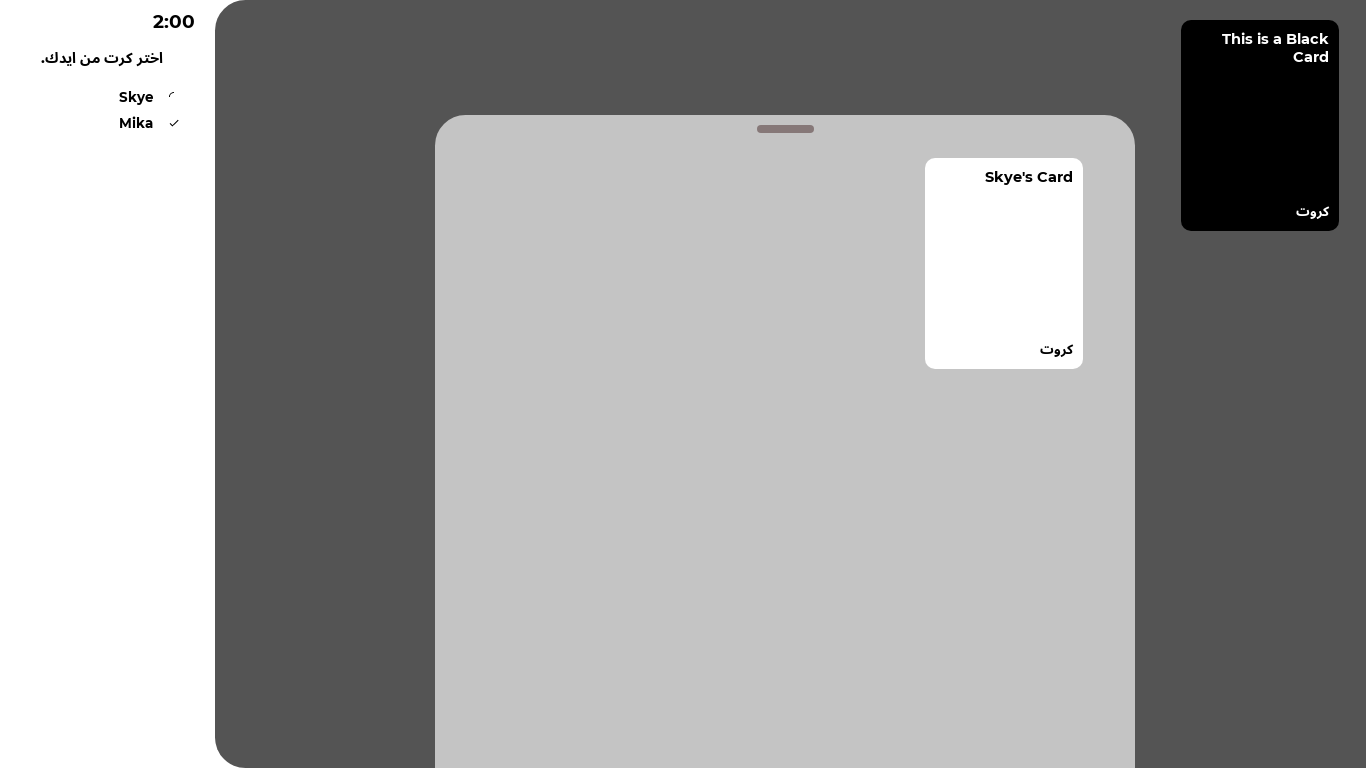 2:00
اختر كرت من ايدك.
Skye
Mika
This is a Black
Card
كروت
Skye's Card
كروت